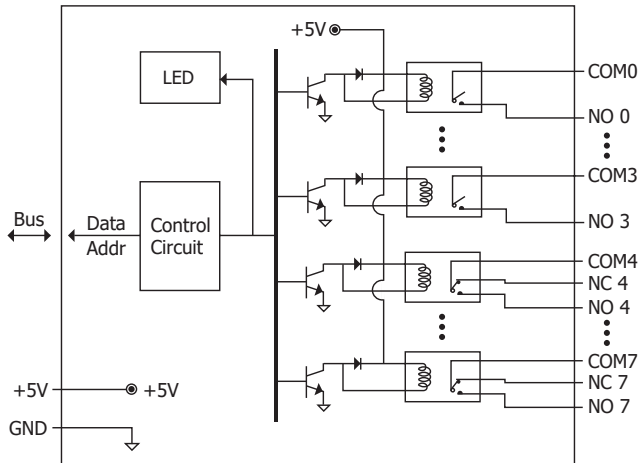 +5V
LED
COM0
NO 0
COM3
Bus
Data
Addr
Control
Circuit
NO 3
COM4
NC 4
NO 4
COM7
+5V
+5V
NC 7
NO 7
GND